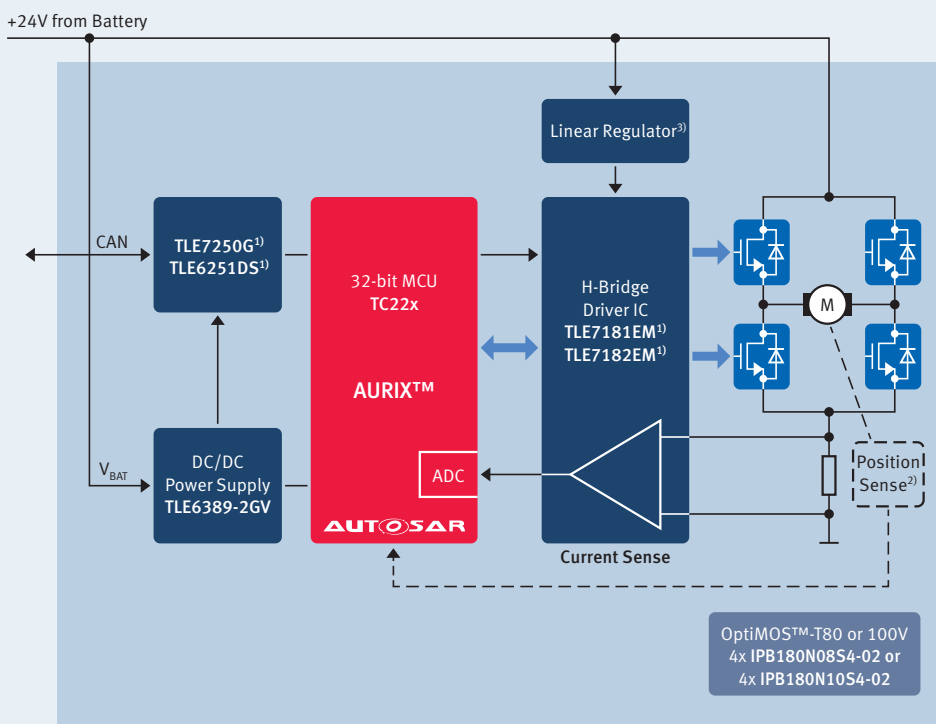 +24V from Battery
Linear Regulator3)
CAN
TLE7250G1)
TLE6251DS1)
32-bit MCU
TC22x
AURIX™
H-Bridge
Driver IC
TLE7181EM1)
TLE7182EM1)
M
VBAT
DC/DC
Power Supply
TLE6389-2GV
ADC
AUTOSAR
Position
Sense2)
Current Sense
OptiMOS™-T80 or 100V
4x IPB180N08S4-02 or
4x IPB180N10S4-02